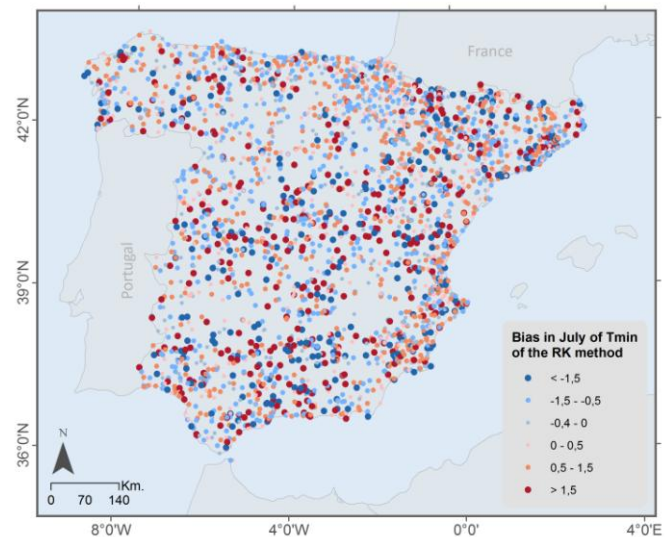 France
42°0'N
Portugal
39°0'N
36°0'N
Bias in July of Tmin
of the RK method
< -1,5
-1,5 - -0,5
-0,4 - 0
0 - 0,5
0,5 - 1,5
> 1,5
N
Km.
0 70 140
8°0'W 4°0'W 0°0' 4°0'E